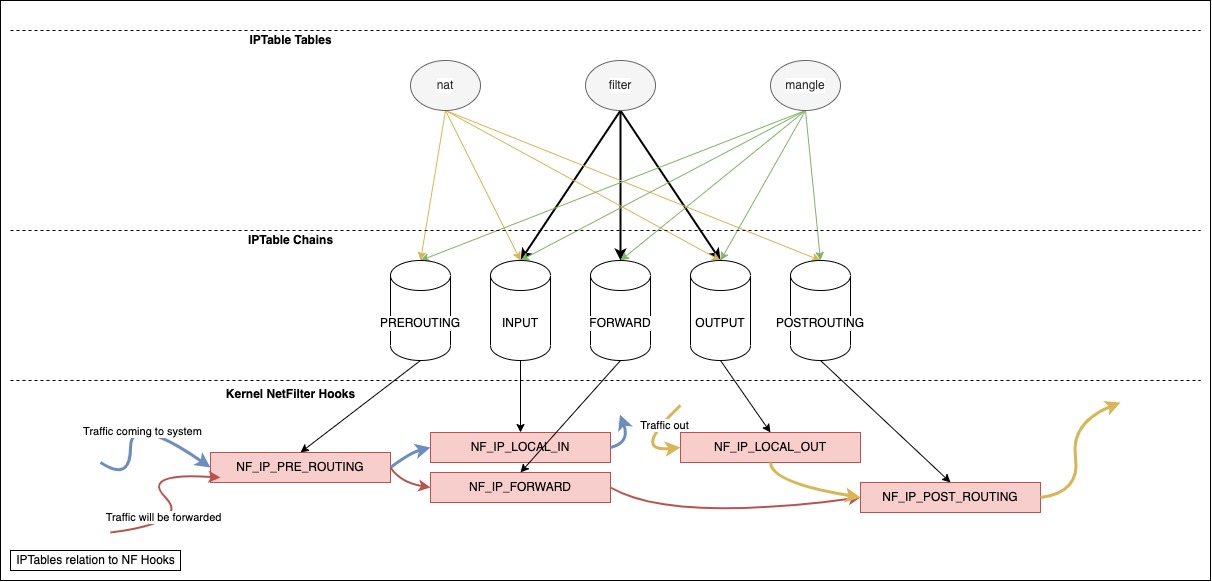 IPTable Tables
nat
filter
mangle
IPTable Chains
PREROUTING
INPUT
FORWARD
OUTPUT
POSTROUTING
Kernel NetFilter Hooks
Traffic coming to system
Traffic out
NF_IP_LOCAL_IN
NF_IP_LOCAL_OUT
NF_IP_PRE_ROUTING
NF_IP_FORWARD
NF_IP_POST_ROUTING
Traffic will be forwarded
IPTables relation to NF Hooks